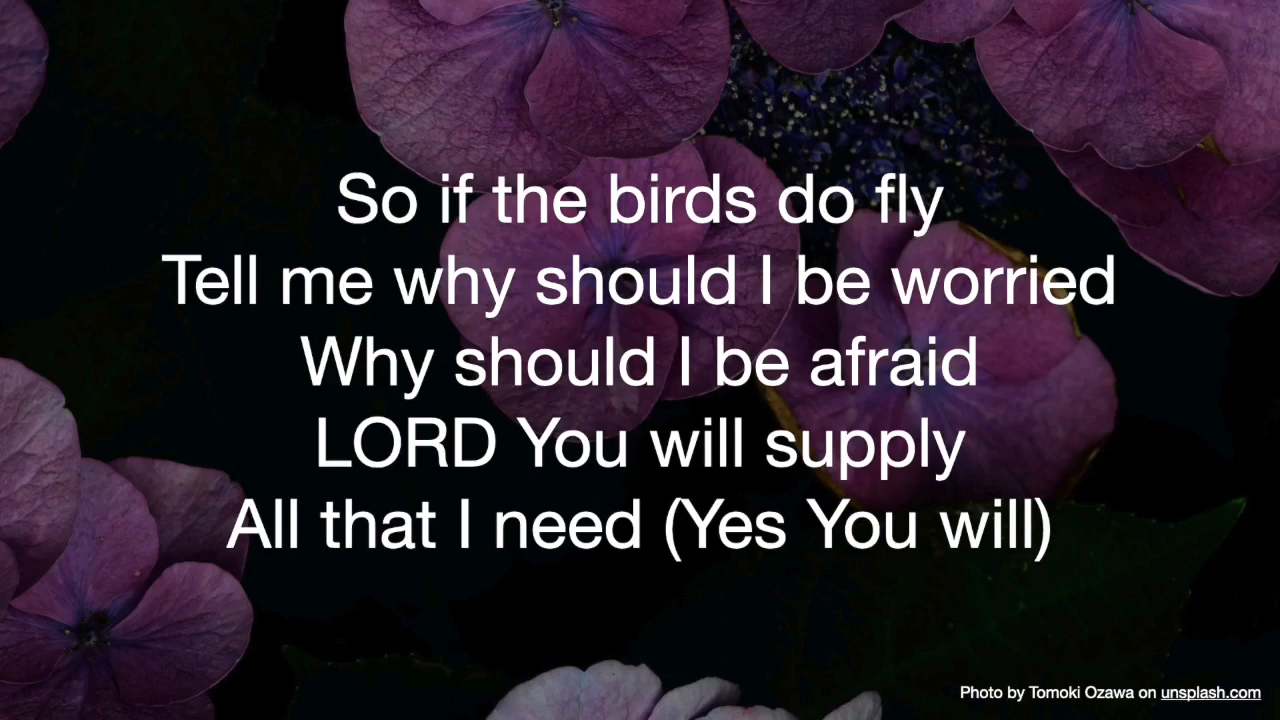 So if the birds do fly
Tell me why should I be worried
Why should I be afraid
LORD You will supply
All that I need (Yes You will)
Photo by Tomoki Ozawa on unsplash.com